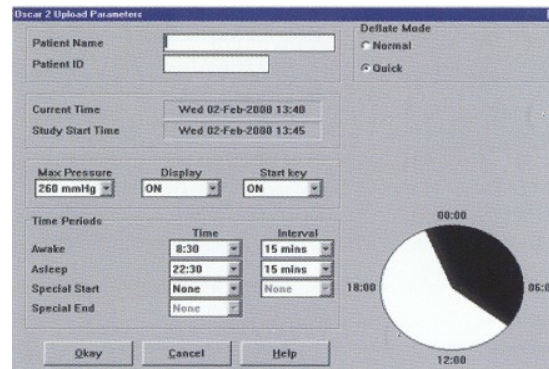 Oscar 2 Upload Parameters
Patient Name
Patient ID
Deflate Mode
Normal
Quick
Current Time Wed 02-Feb-2000 13:40
Study Start Time Wed 02-Feb-2000 13:45
Max Pressure Display Start key
260 mmHg ON ON
Time Periods
Time Interval
Awake 8:30 15 mins
Asleep 22:30 15 mins
Special Start None None
Special End None
Okay Cancel Help
00:00
18:00
06:0
12:00